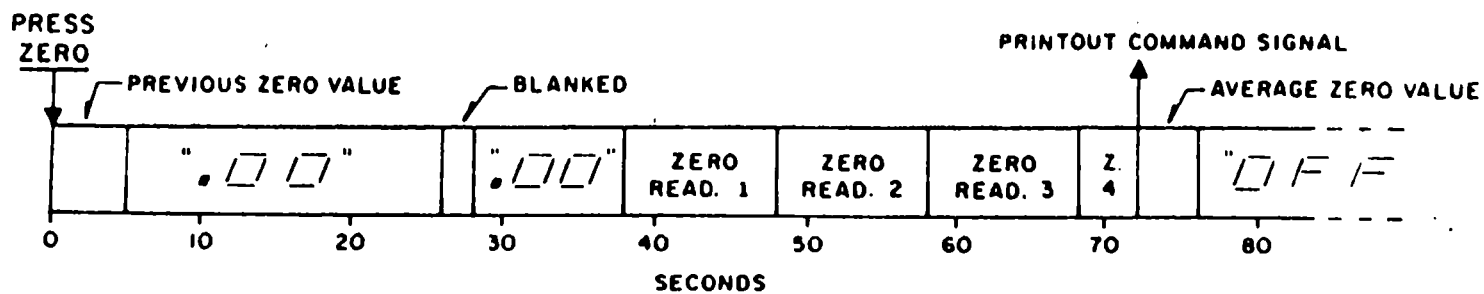 PRESS
ZERO
PRINTOUT COMMAND SIGNAL
PREVIOUS ZERO VALUE
BLANKED
AVERAGE ZERO VALUE
".00"
".00"
ZERO
READ. 1
ZERO
READ. 2
ZERO
READ. 3
Z.
4
"OFF
0 10 20 30 40 50 60 70 80
SECONDS